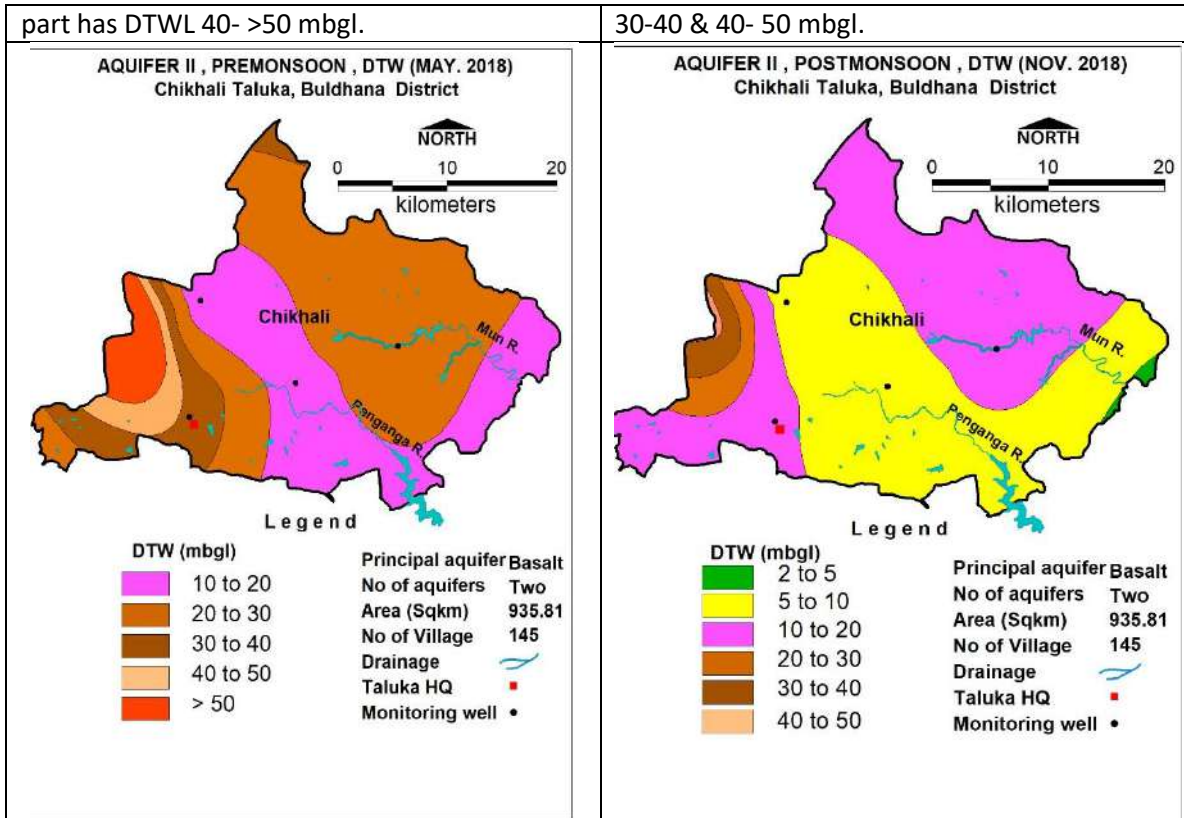 part has DTWL 40- >50 mbgl.
30-40 & 40- 50 mbgl.
AQUIFER II , PREMONSOON , DTW (MAY. 2018)
Chikhali Taluka, Buldhana District
NORTH
0 10 20
kilometers
Chikhali
Mun R.
Panganga R.
Legend
DTW (mbgl)
10 to 20
20 to 30
30 to 40
40 to 50
> 50
Principal aquifer Basalt
No of aquifers Two
Area (Sqkm) 935.81
No of Village 145
Drainage
Taluka HQ
Monitoring well
AQUIFER II , POSTMONSOON , DTW (NOV. 2018)
Chikhali Taluka, Buldhana District
NORTH
0 10 20
kilometers
Chikhali
Mun R.
Penganga R.
Legend
DTW (mbgl)
2 to 5
5 to 10
10 to 20
20 to 30
30 to 40
40 to 50
Principal aquifer Basalt
No of aquifers Two
Area (Sqkm) 935.81
No of Village 145
Drainage
Taluka HQ
Monitoring well